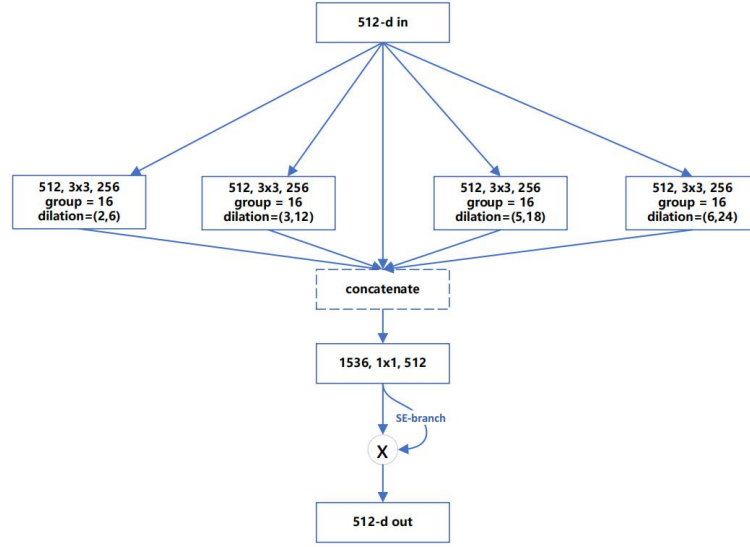 512-d in
512, 3x3, 256
group = 16
dilation=(2,6)
512, 3x3, 256
group = 16
dilation=(3,12)
512, 3x3, 256
group = 16
dilation=(5,18)
512, 3x3, 256
group = 16
dilation=(6,24)
concatenate
1536, 1x1, 512
SE-branch
X
512-d out